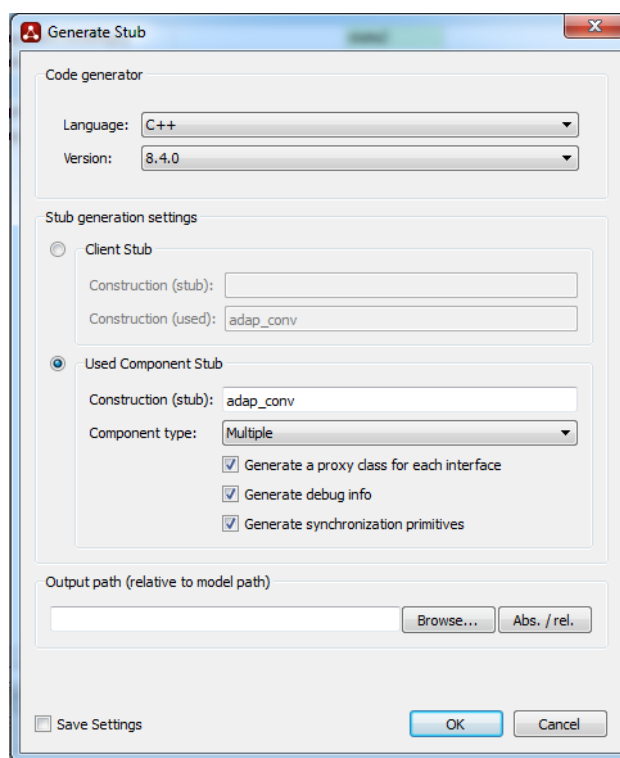 Generate Stub
Code generator
Language: C++
Version: 8.4.0
Stub generation settings
Client Stub
Construction (stub):
Construction (used): adap_conv
Used Component Stub
Construction (stub): adap_conv
Component type: Multiple
Generate a proxy class for each interface
Generate debug info
Generate synchronization primitives
Output path (relative to model path)
Browse... Abs. / rel.
Save Settings OK Cancel